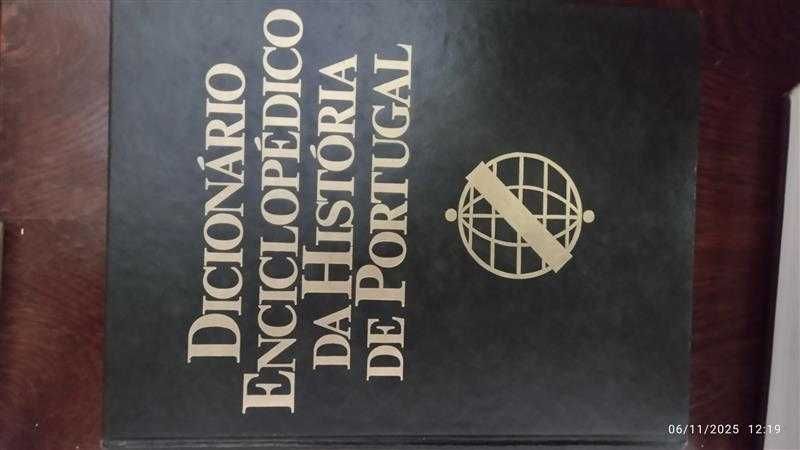 DICIONÁRIO
ENCICLOPÉDICO
DA HISTÓRIA
DE PORTUGAL
06/11/2025 12:19